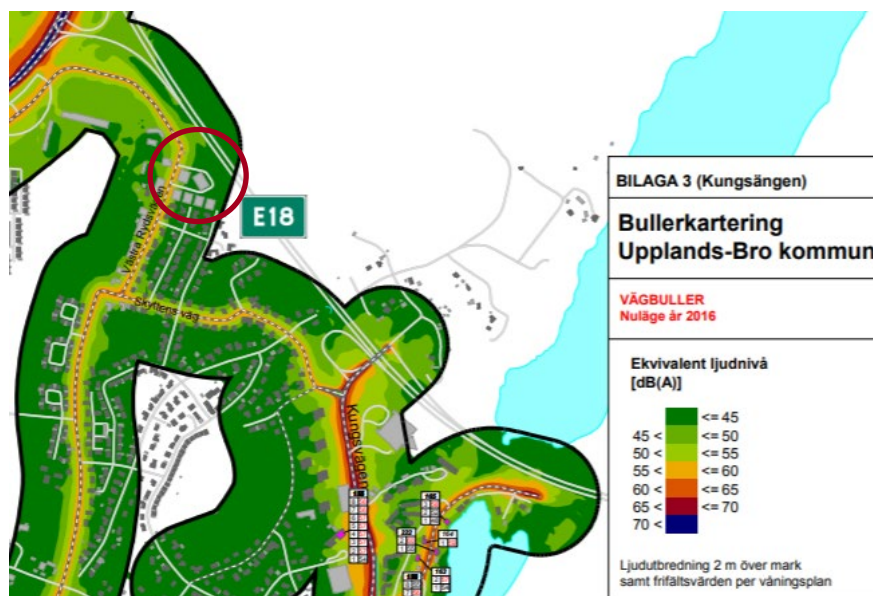 BILAGA 3 (Kungsängen)
Bullerkartering
Upplands-Bro kommun
VÄGBULLER
Nuläge år 2016
Ekvivalent ljudnivå
[dB(A)]
<= 45
45 < <= 50
50 < <= 55
55 < <= 60
60 < <= 65
65 < <= 70
70 <
Ljudutbredning 2 m över mark
samt frifältsvärden per våningsplan
E18
Västra Rydsvägen
Skyttens väg
Kungsvägen